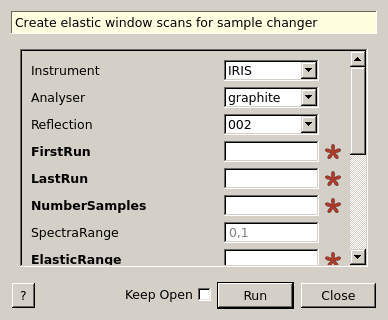 Create elastic window scans for sample changer
Instrument IRIS
Analyser graphite
Reflection 002
FirstRun *
LastRun *
NumberSamples *
SpectraRange 0,1
ElasticRange *
? Keep Open Run Close